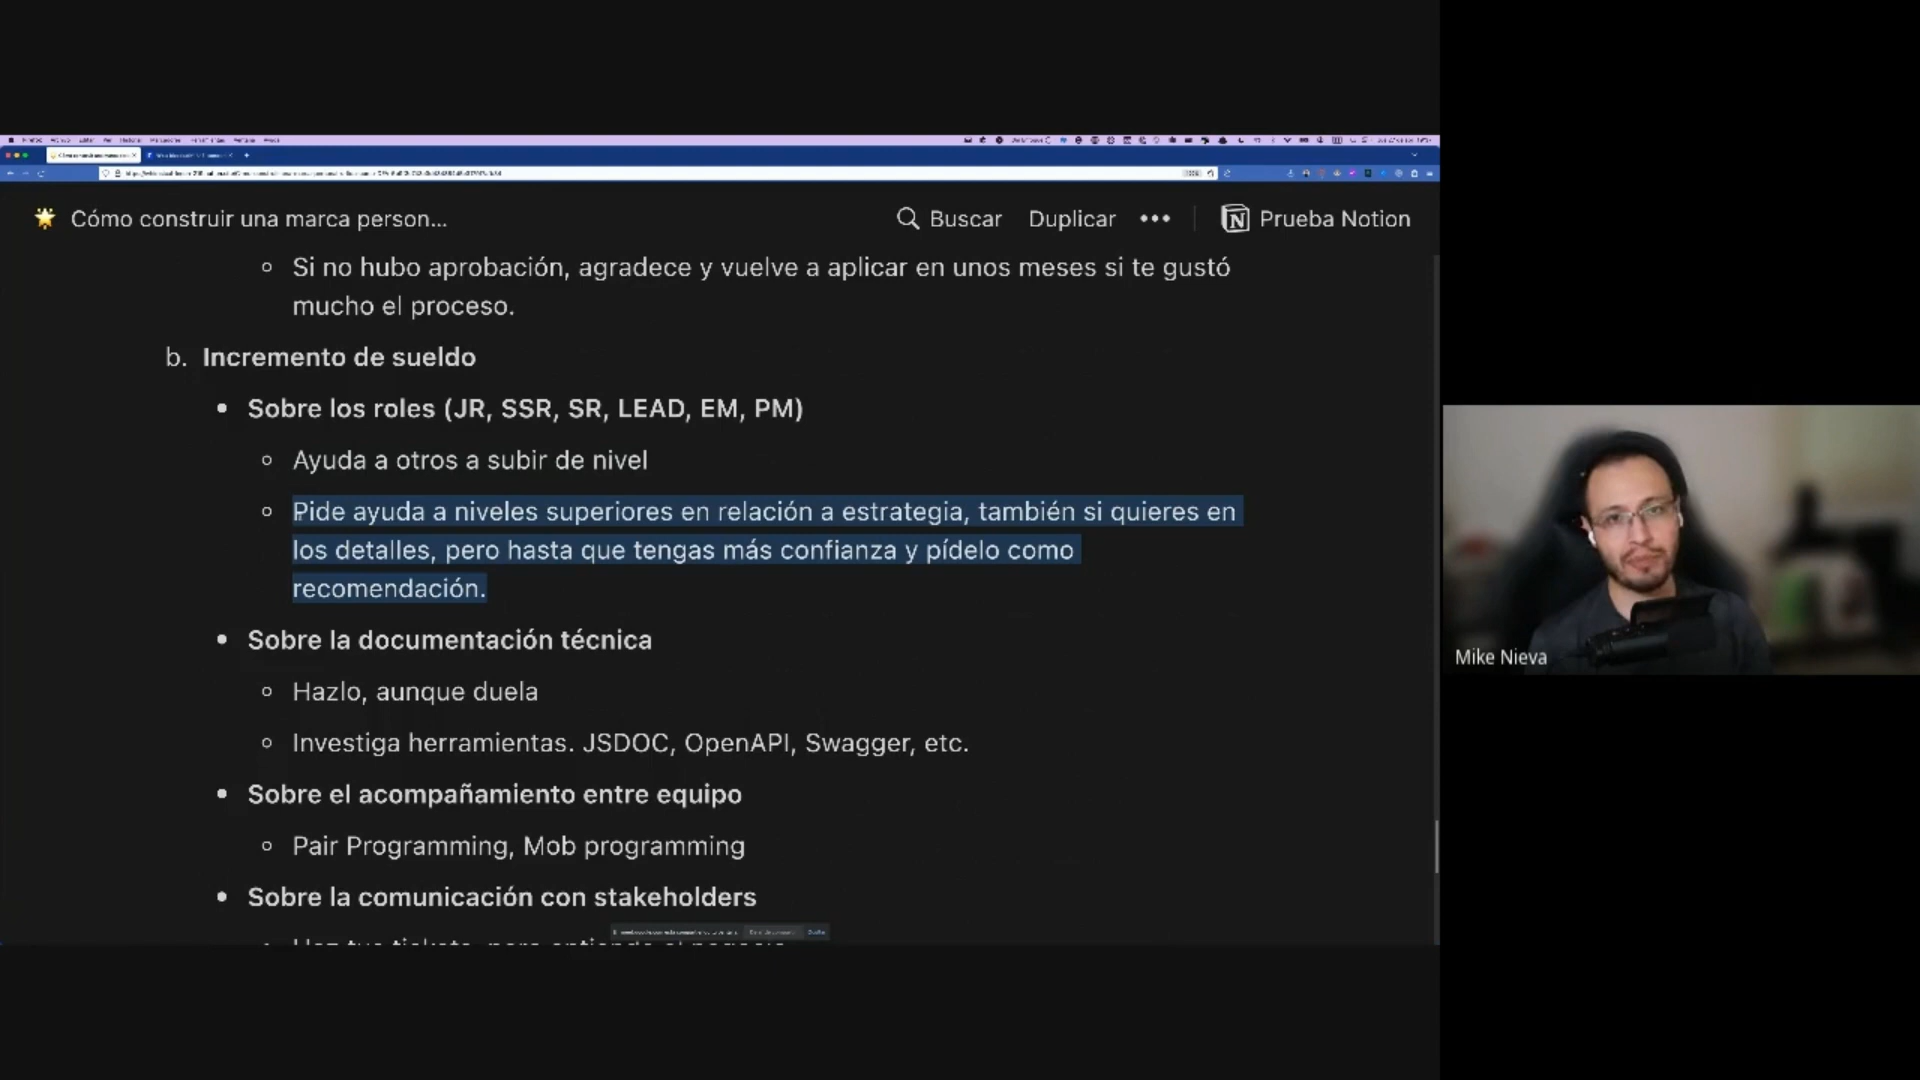 Cómo construir una marca person...
Buscar
Duplicar
Prueba Notion
Si no hubo aprobación, agradece y vuelve a aplicar en unos meses si te gustó
mucho el proceso.
b. Incremento de sueldo
Sobre los roles (JR, SSR, SR, LEAD, EM, PM)
Ayuda a otros a subir de nivel
Pide ayuda a niveles superiores en relación a estrategia, también si quieres en
los detalles, pero hasta que tengas más confianza y pídelo como
recomendación.
Sobre la documentación técnica
Hazlo, aunque duela
Investiga herramientas. JSDOC, OpenAPI, Swagger, etc.
Sobre el acompañamiento entre equipo
Pair Programming, Mob programming
Sobre la comunicación con stakeholders
Mike Nieva